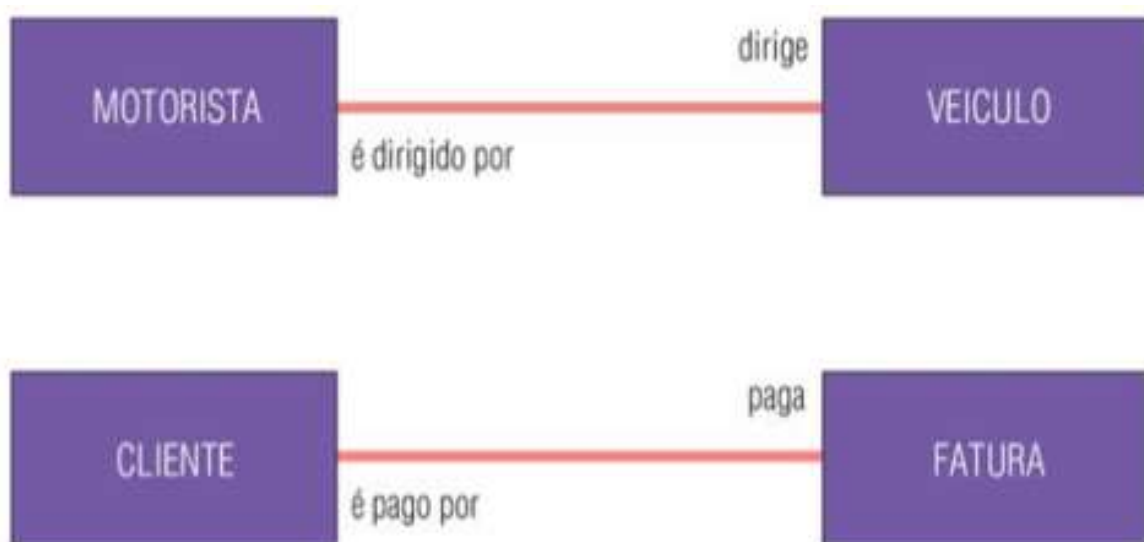 dirige
MOTORISTA
VEICULO
é dirigido por
paga
CLIENTE
FATURA
é pago por